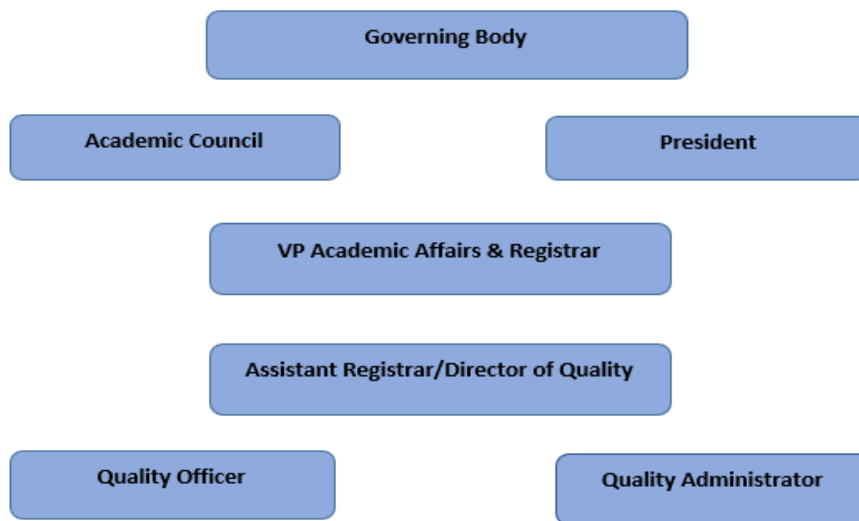 Governing Body
Academic Council
President
VP Academic Affairs & Registrar
Assistant Registrar/Director of Quality
Quality Officer
Quality Administrator